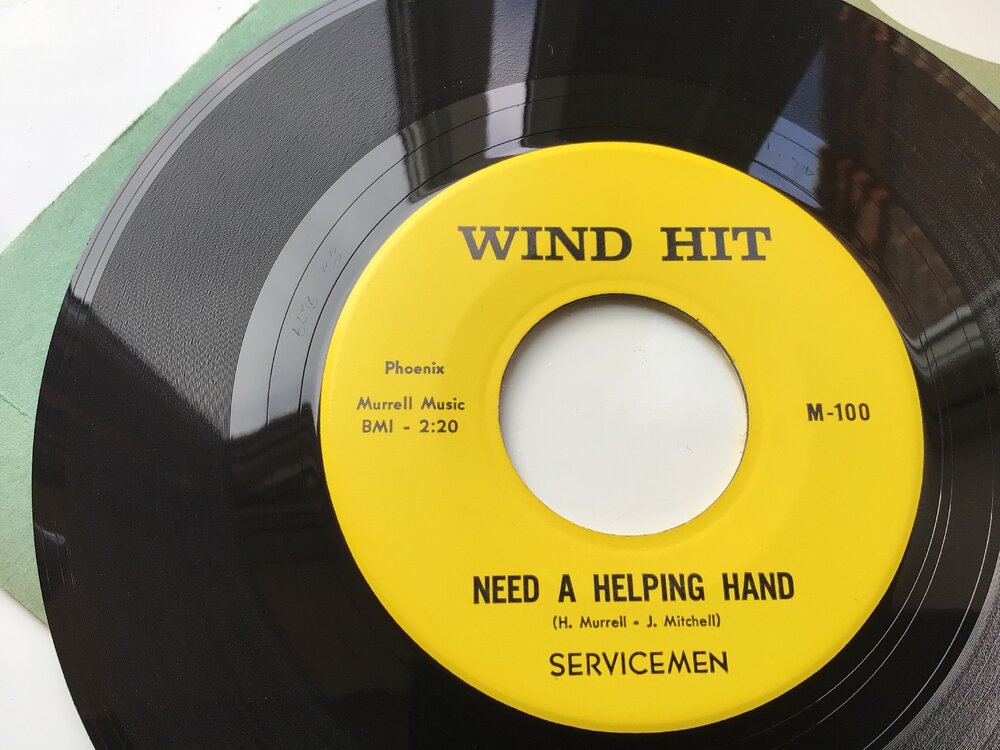 WIND HIT
Phoenix
Murrell Music
BMI - 2:20
M-100
NEED A HELPING HAND
(H. Murrell - J. Mitchell)
SERVICEMEN